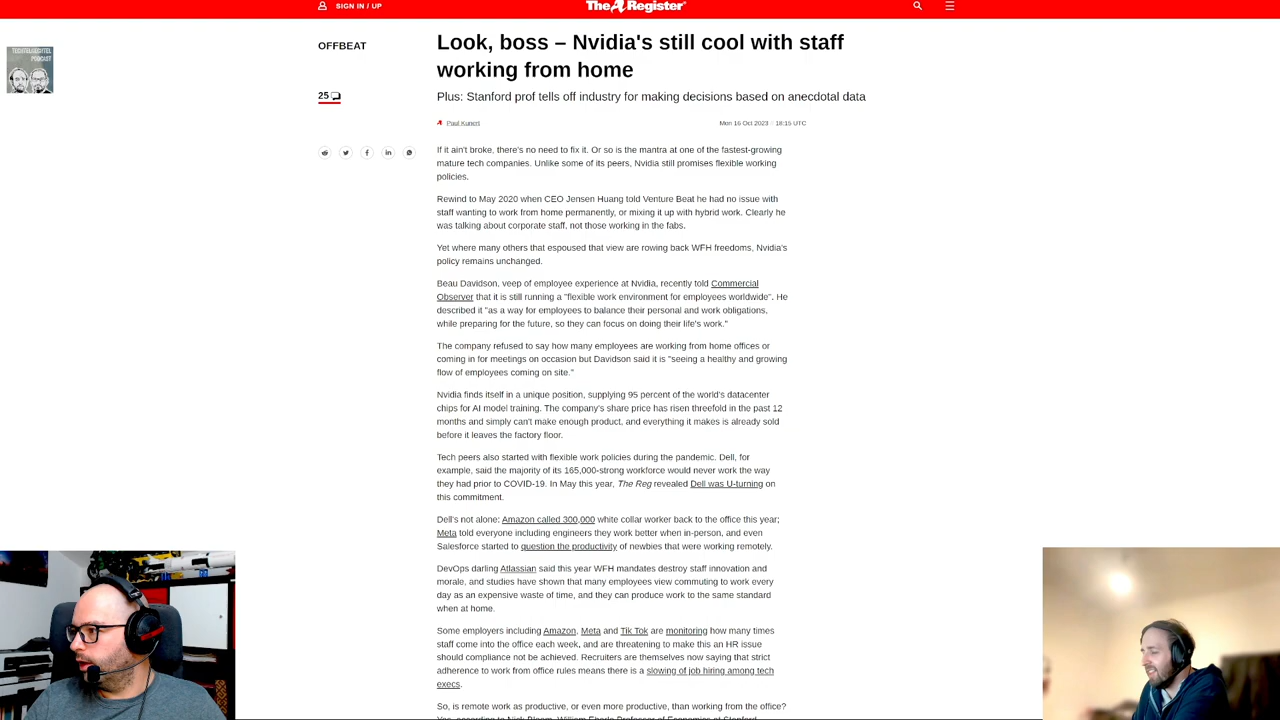 SIGN IN / UP
The Register
TECHTELMECHTEL
PODCAST
OFFBEAT
25
Look, boss – Nvidia's still cool with staff
working from home
Plus: Stanford prof tells off industry for making decisions based on anecdotal data
Paul Kunert
Mon 16 Oct 2023 / 18:15 UTC
If it ain't broke, there's no need to fix it. Or so is the mantra at one of the fastest-growing
mature tech companies. Unlike some of its peers, Nvidia still promises flexible working
policies.
Rewind to May 2020 when CEO Jensen Huang told Venture Beat he had no issue with
staff wanting to work from home permanently, or mixing it up with hybrid work. Clearly he
was talking about corporate staff, not those working in the fabs.
Yet where many others that espoused that view are rowing back WFH freedoms, Nvidia's
policy remains unchanged.
Beau Davidson, veep of employee experience at Nvidia, recently told Commercial
Observer that it is still running a "flexible work environment for employees worldwide". He
described it "as a way for employees to balance their personal and work obligations,
while preparing for the future, so they can focus on doing their life's work."
The company refused to say how many employees are working from home offices or
coming in for meetings on occasion but Davidson said it is "seeing a healthy and growing
flow of employees coming on site."
Nvidia finds itself in a unique position, supplying 95 percent of the world's datacenter
chips for AI model training. The company's share price has risen threefold in the past 12
months and simply can't make enough product, and everything it makes is already sold
before it leaves the factory floor.
Tech peers also started with flexible work policies during the pandemic. Dell, for
example, said the majority of its 165,000-strong workforce would never work the way
they had prior to COVID-19. In May this year, The Reg revealed Dell was U-turning on
this commitment.
Dell's not alone: Amazon called 300,000 white collar worker back to the office this year;
Meta told everyone including engineers they work better when in-person, and even
Salesforce started to question the productivity of newbies that were working remotely.
DevOps darling Atlassian said this year WFH mandates destroy staff innovation and
morale, and studies have shown that many employees view commuting to work every
day as an expensive waste of time, and they can produce work to the same standard
when at home.
Some employers including Amazon, Meta and Tik Tok are monitoring how many times
staff come into the office each week, and are threatening to make this an HR issue
should compliance not be achieved. Recruiters are themselves now saying that strict
adherence to work from office rules means there is a slowing of job hiring among tech
execs.
So, is remote work as productive, or even more productive, than working from the office?
Yes, according to Nick Bloom, William Eberle Professor of Economics at Stanford